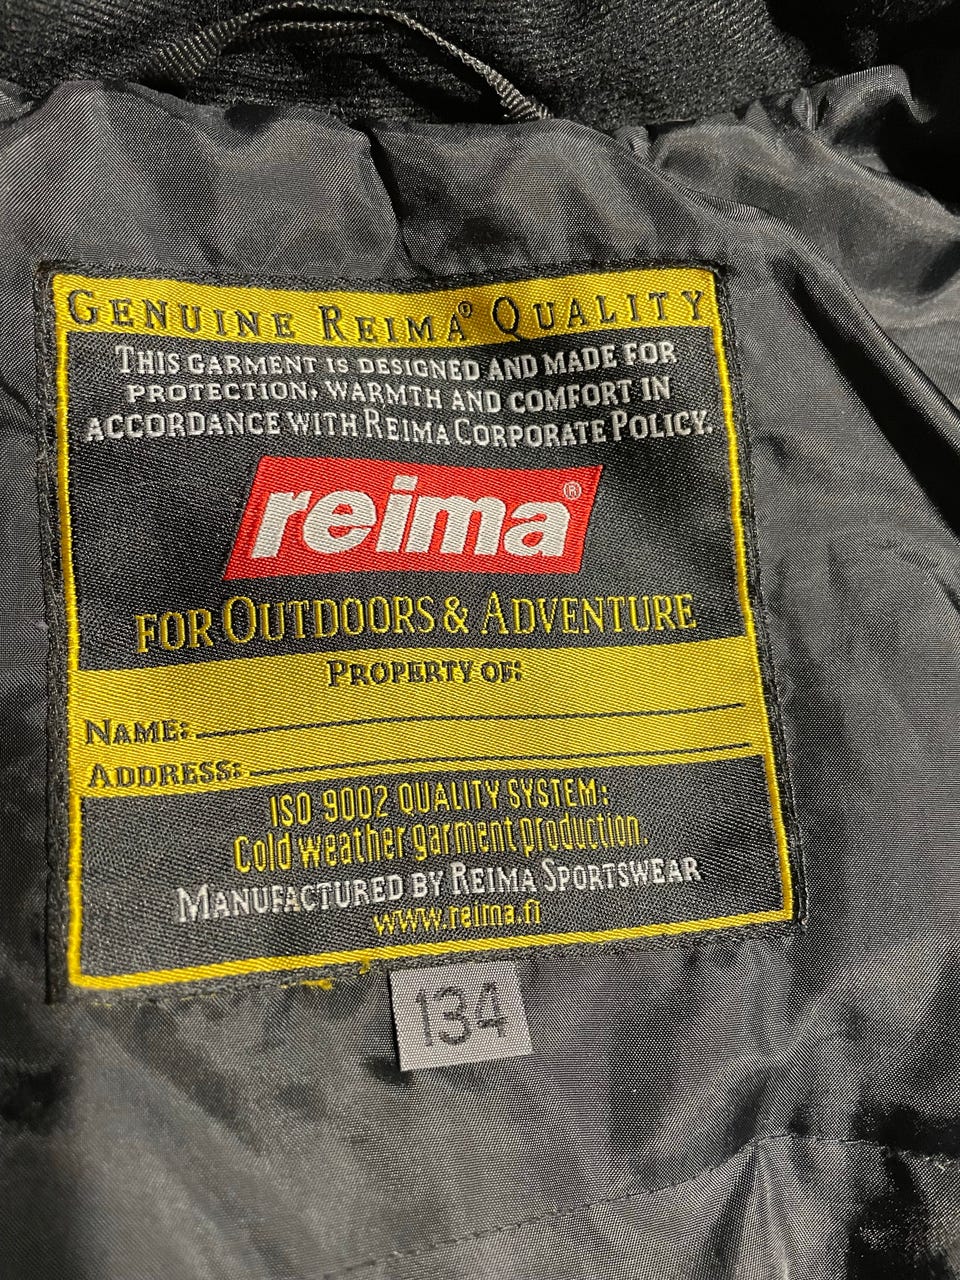 GENUINE REIMA® QUALITY
THIS GARMENT IS DESIGNED AND MADE FOR
PROTECTION, WARMTH AND COMFORT IN
ACCORDANCE WITH REIMA CORPORATE POLICY.
reima®
FOR OUTDOORS & ADVENTURE
PROPERTY OF:
NAME:
ADDRESS:
ISO 9002 QUALITY SYSTEM:
Cold weather garment production.
MANUFACTURED BY REIMA SPORTSWEAR
www.reima.fi
134